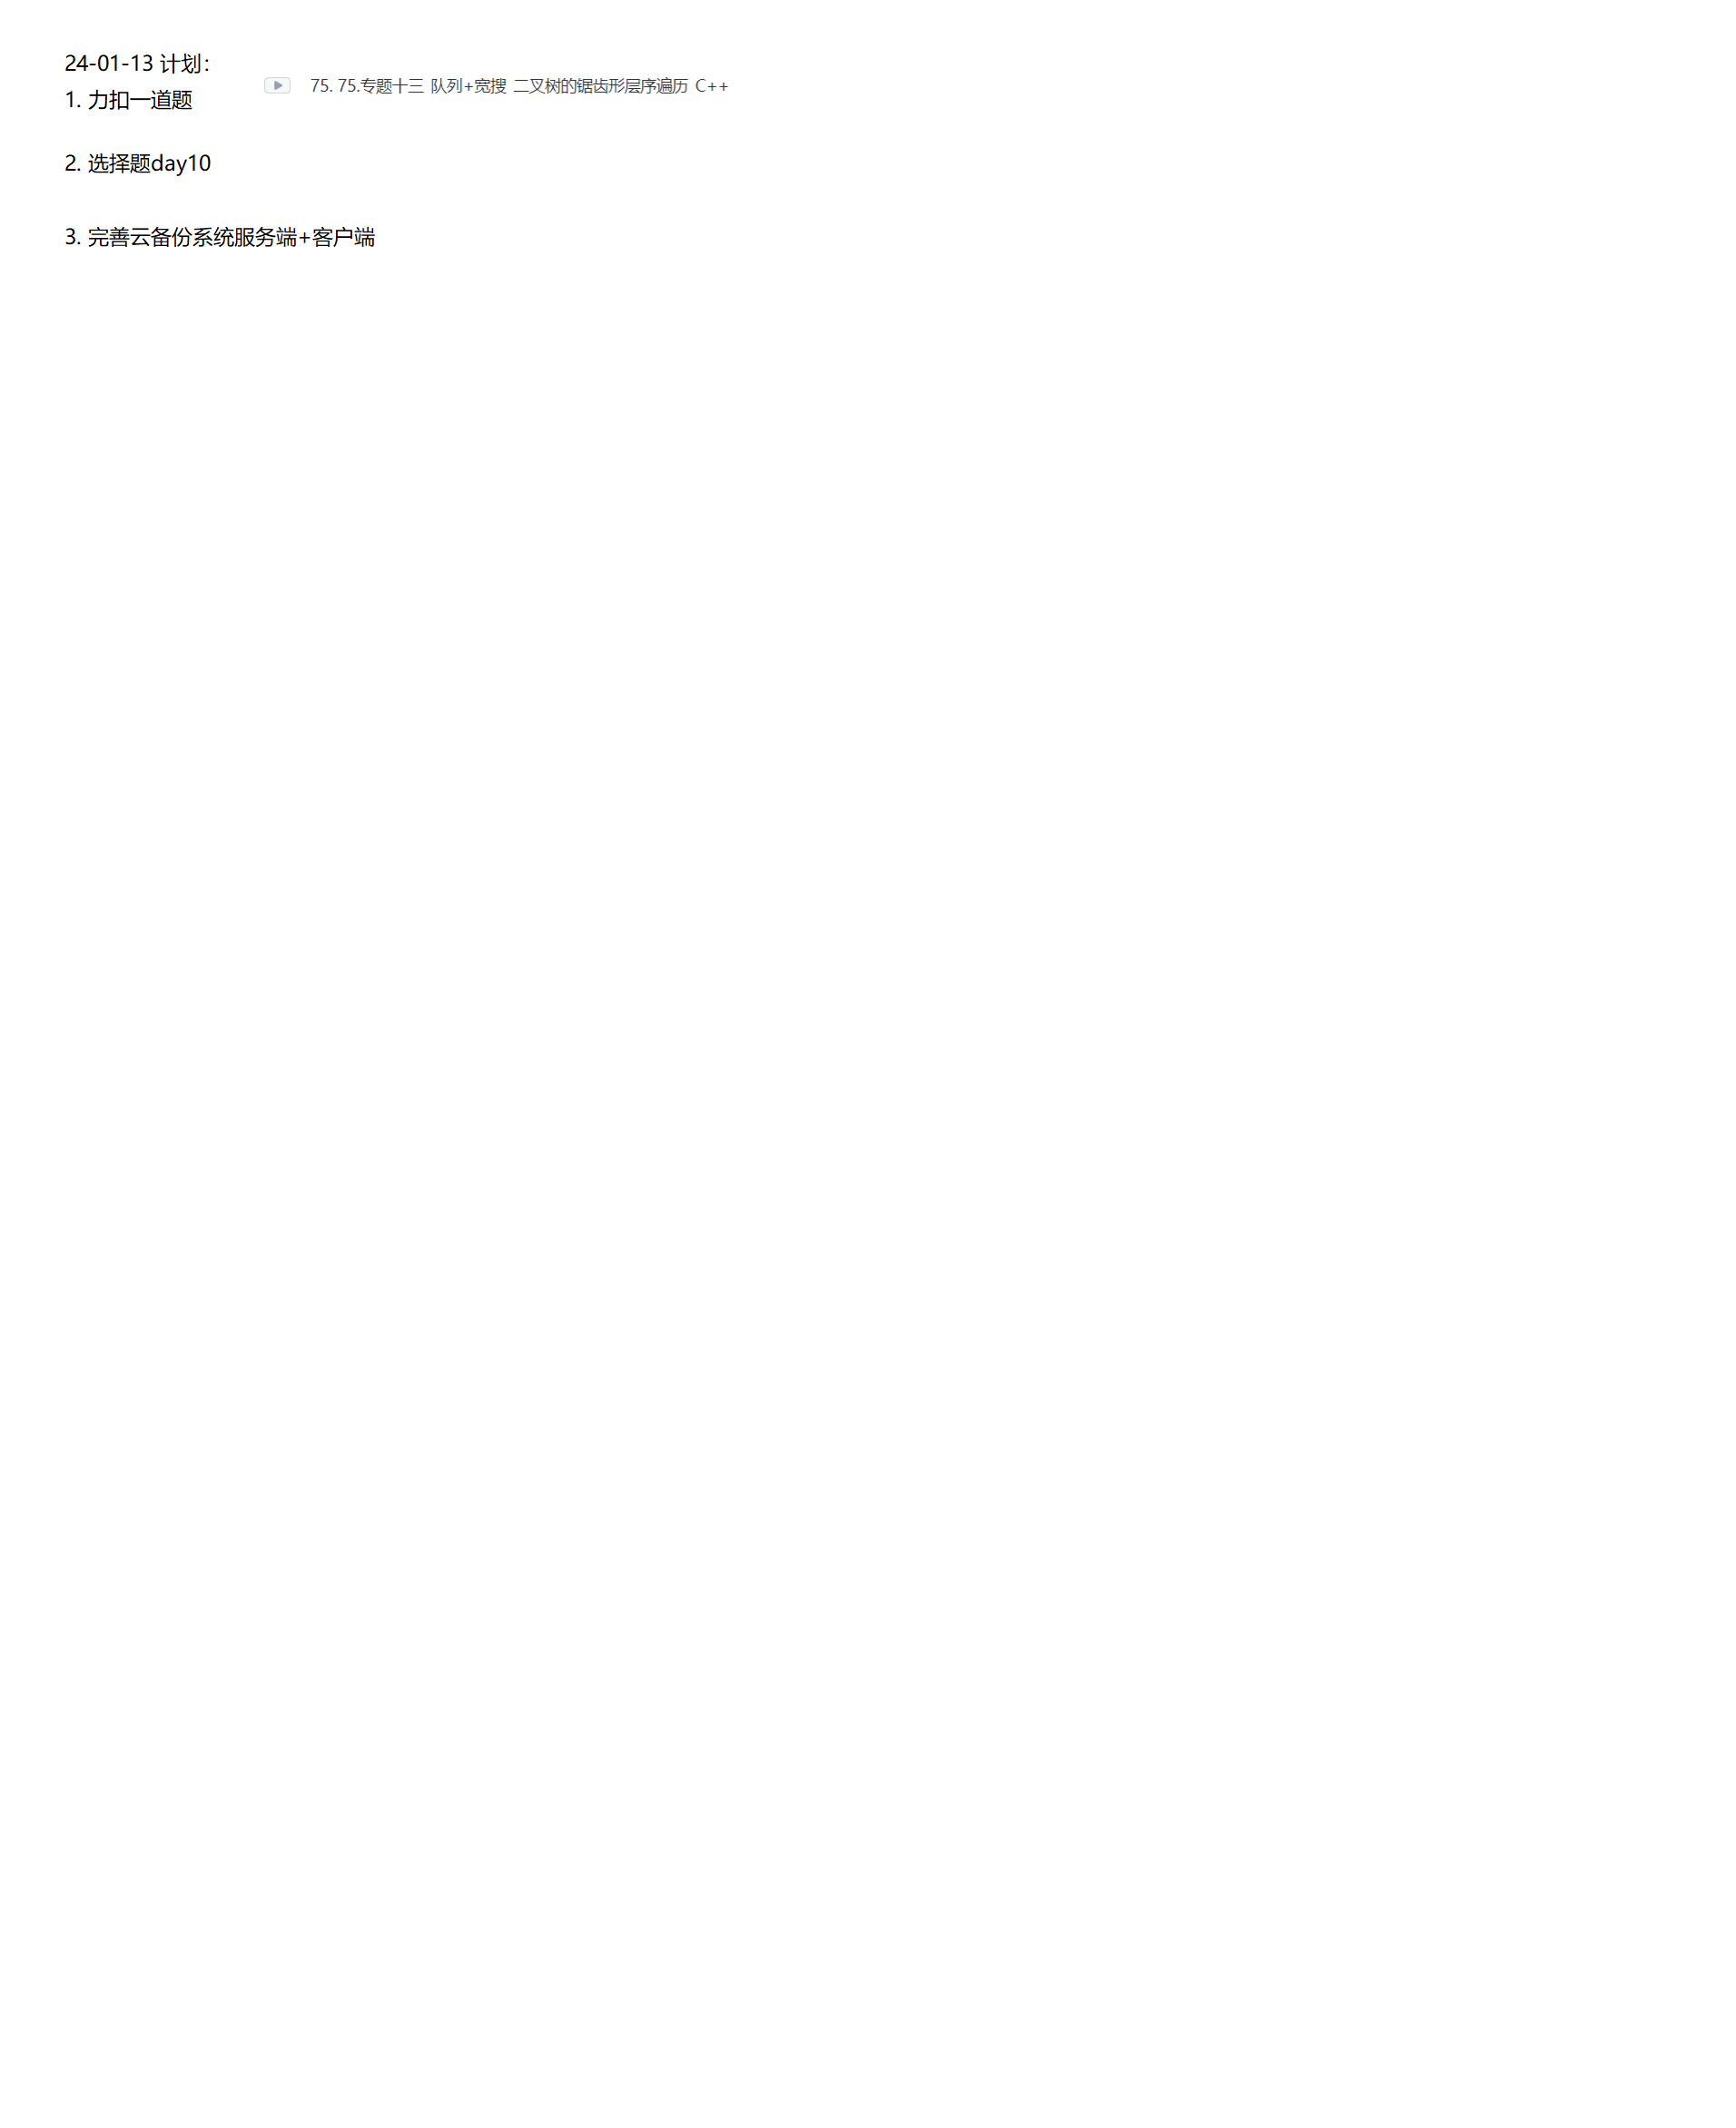 24-01-13 计划：
75. 75.专题十三 队列+宽搜 二叉树的锯齿形层序遍历 C++
1. 力扣一道题
2. 选择题day10
3. 完善云备份系统服务端+客户端